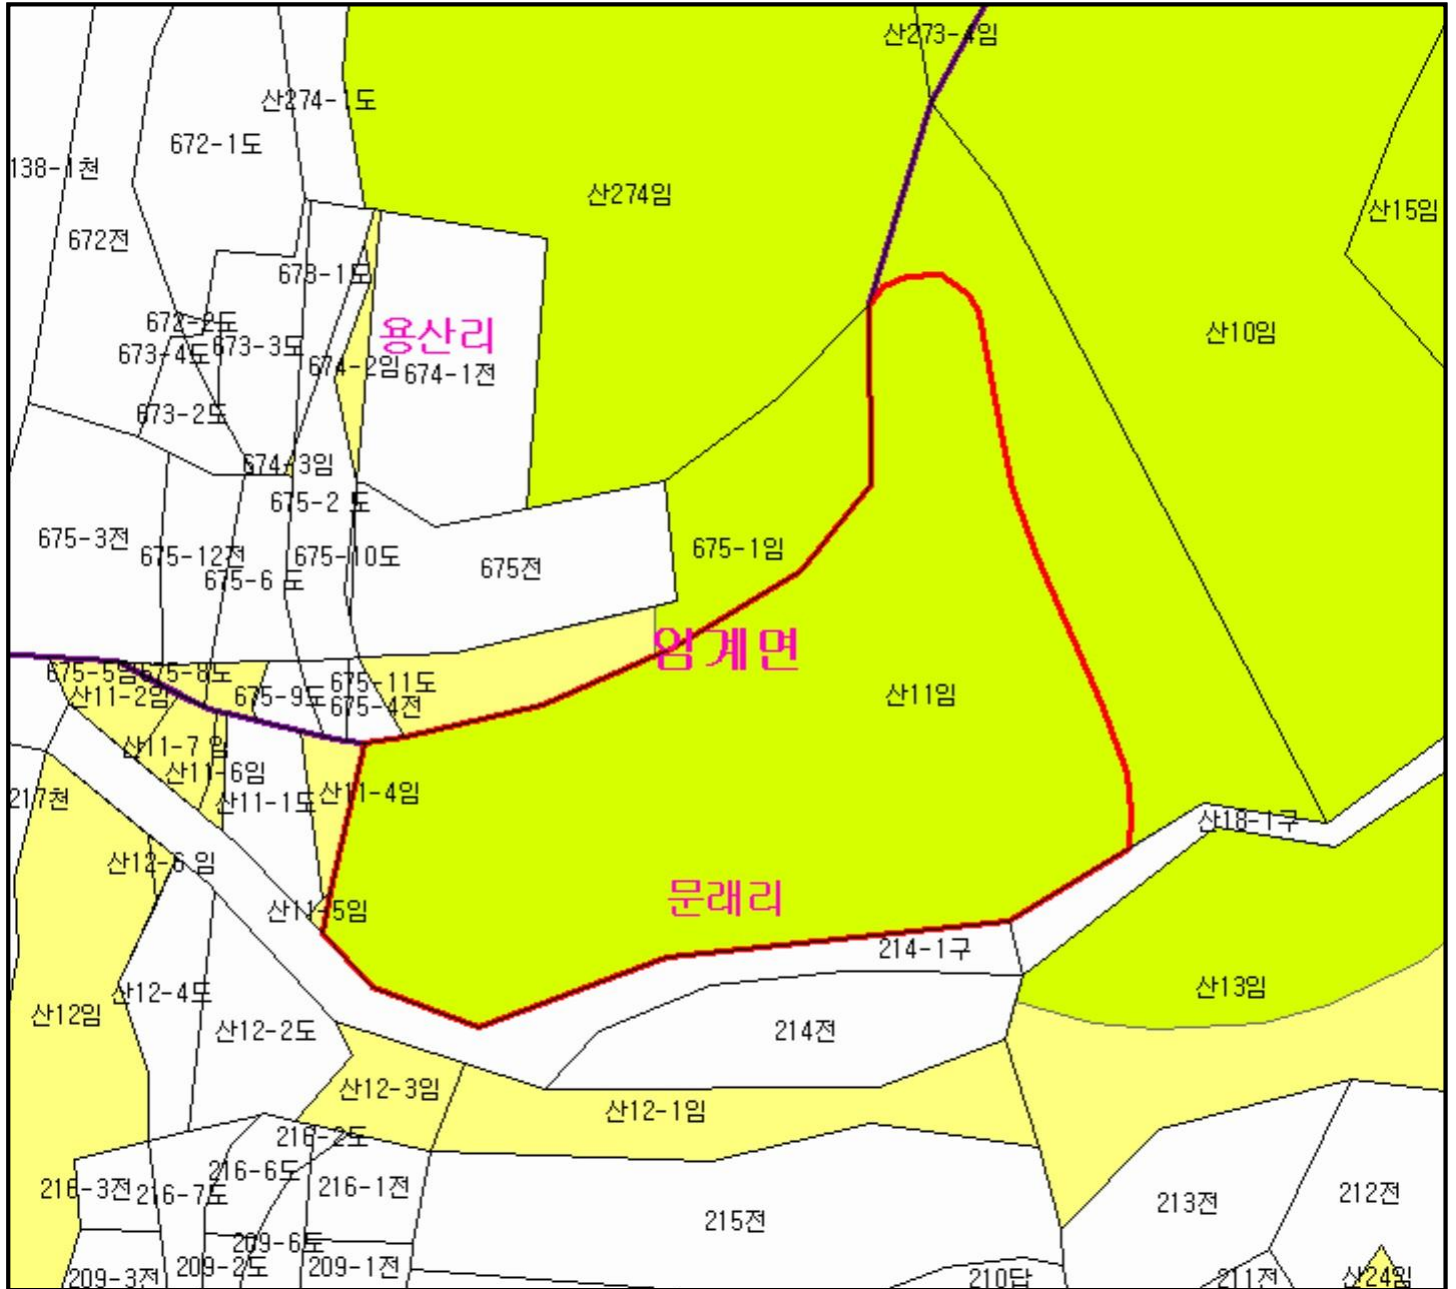 산273-4임
산274-1도
672-1도
138-1천
산274임
산15임
672전
673-1도
672-2도
용산리
산10임
673-4도
673-3도
674-2임
674-1전
673-2도
674-3임
675-2 도
675-3전
675-12전
675-10도
675-1임
675전
675-6 도
임계면
675-5임
675-8도
675-11도
산11-2임
675-9도
675-4전
산11임
산11-7 임
산11-6임
217천
산11-1도
산11-4임
산18-1구
산12-6 임
문래리
산11-5임
214-1구
산12-4도
산13임
산12임
산12-2도
214전
산12-3임
산12-1임
216-2도
216-6도
216-3전
216-7도
216-1전
213전
212전
215전
209-6도
209-3전
209-2도
209-1전
210답
211전
산24임